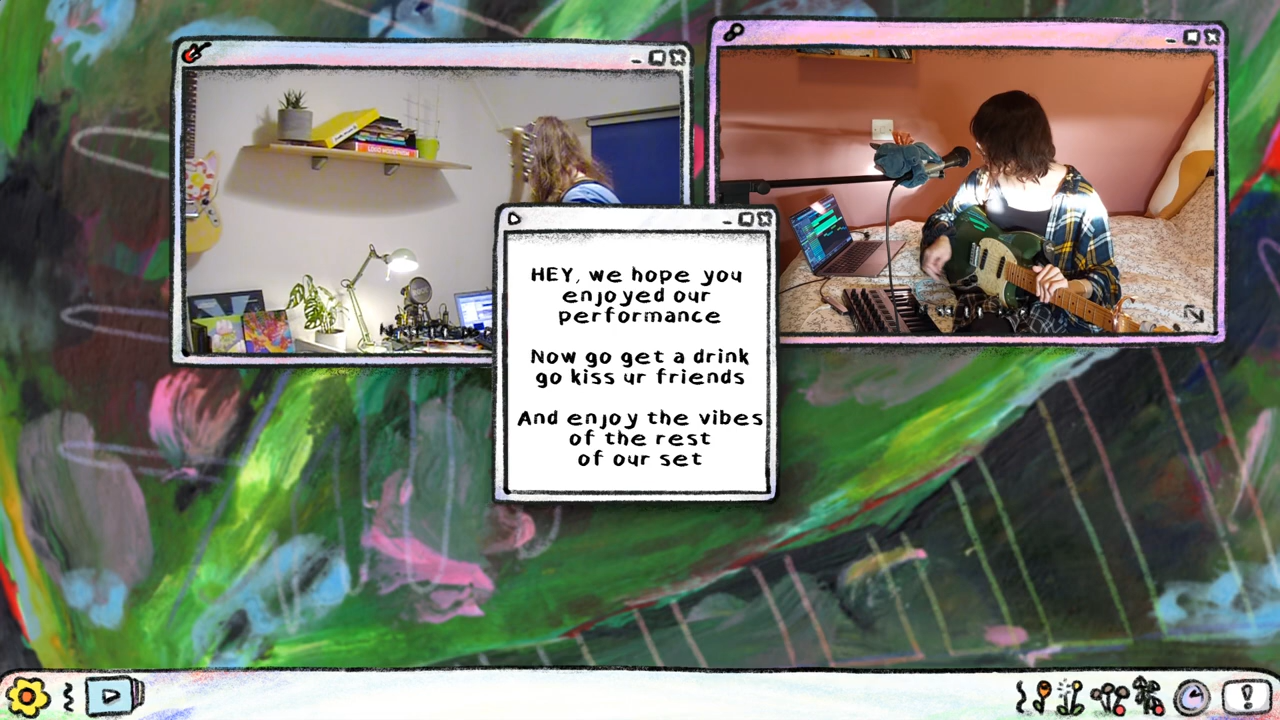 HEY, we hope you
enjoyed our
performance
Now go get a drink
go kiss ur friends
And enjoy the vibes
of the rest
of our set